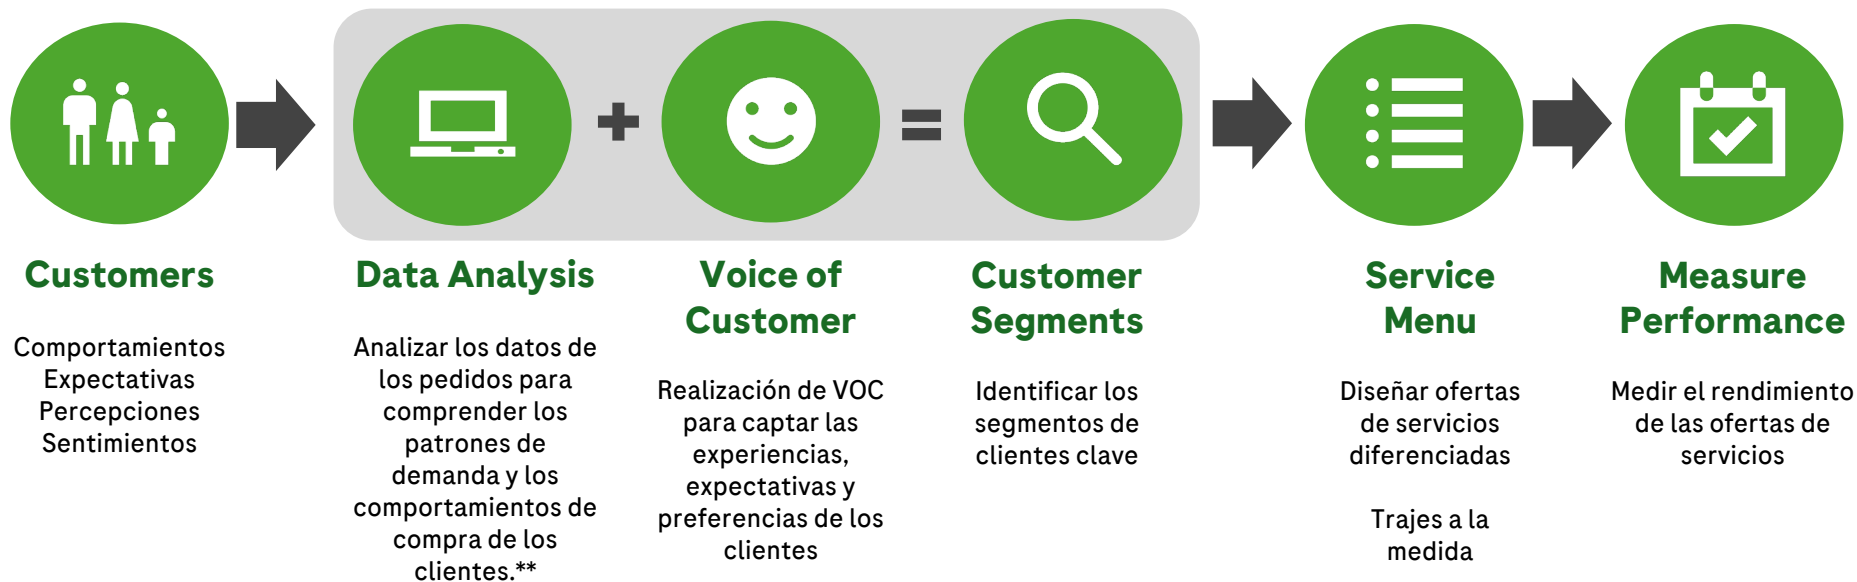 Customers
Comportamientos
Expectativas
Percepciones
Sentimientos
Data Analysis
Analizar los datos de
los pedidos para
comprender los
patrones de
demanda y los
comportamientos de
compra de los
clientes.**
Voice of
Customer
Realización de VOC
para captar las
experiencias,
expectativas y
preferencias de los
clientes
Customer
Segments
Identificar los
segmentos de
clientes clave
Service
Menu
Diseñar ofertas
de servicios
diferenciadas
Trajes a la
medida
Measure
Performance
Medir el rendimiento
de las ofertas de
servicios